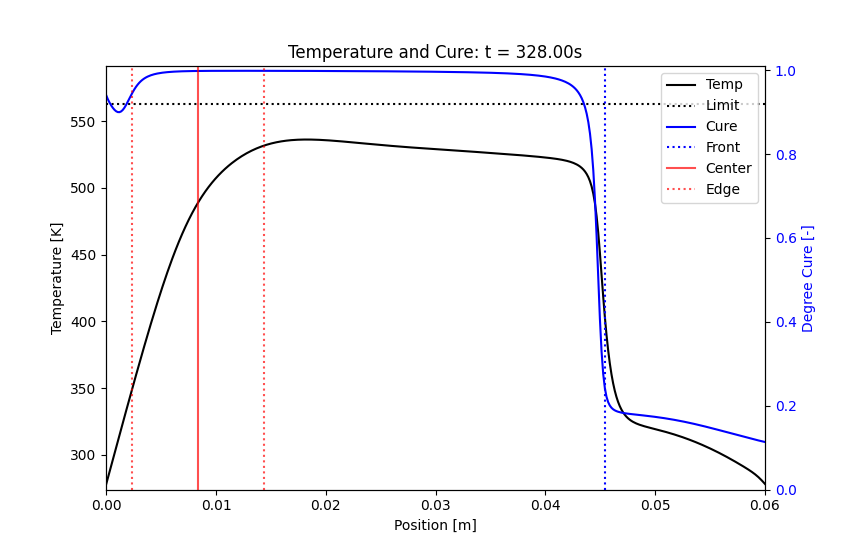 Temperature and Cure: t = 328.00s
Temperature [K]
550
500
450
400
350
300
1.0
0.8
0.6
0.4
0.2
0.0
Degree Cure [-]
Temp
Limit
Cure
Front
Center
Edge
0.00
0.01
0.02
0.03
0.04
0.05
0.06
Position [m]